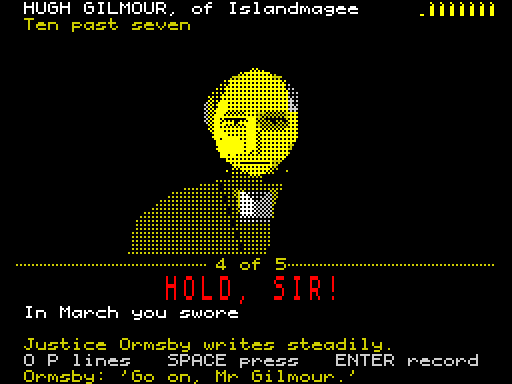 HUGH GILMOUR, of Islandmagee
Ten past seven
4 of 5
HOLD, SIR!
In March you swore
Justice Ormsby writes steadily.
O P lines   SPACE press   ENTER record
Ormsby: 'Go on, Mr Gilmour.'